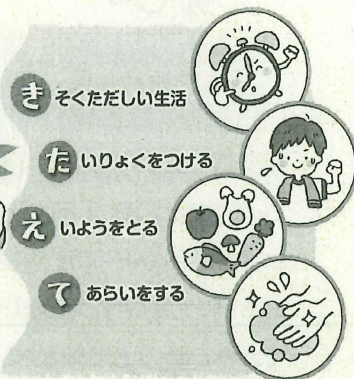 きそくただしい生活
たいりょくをつける
えいようをとる
てあらいをする